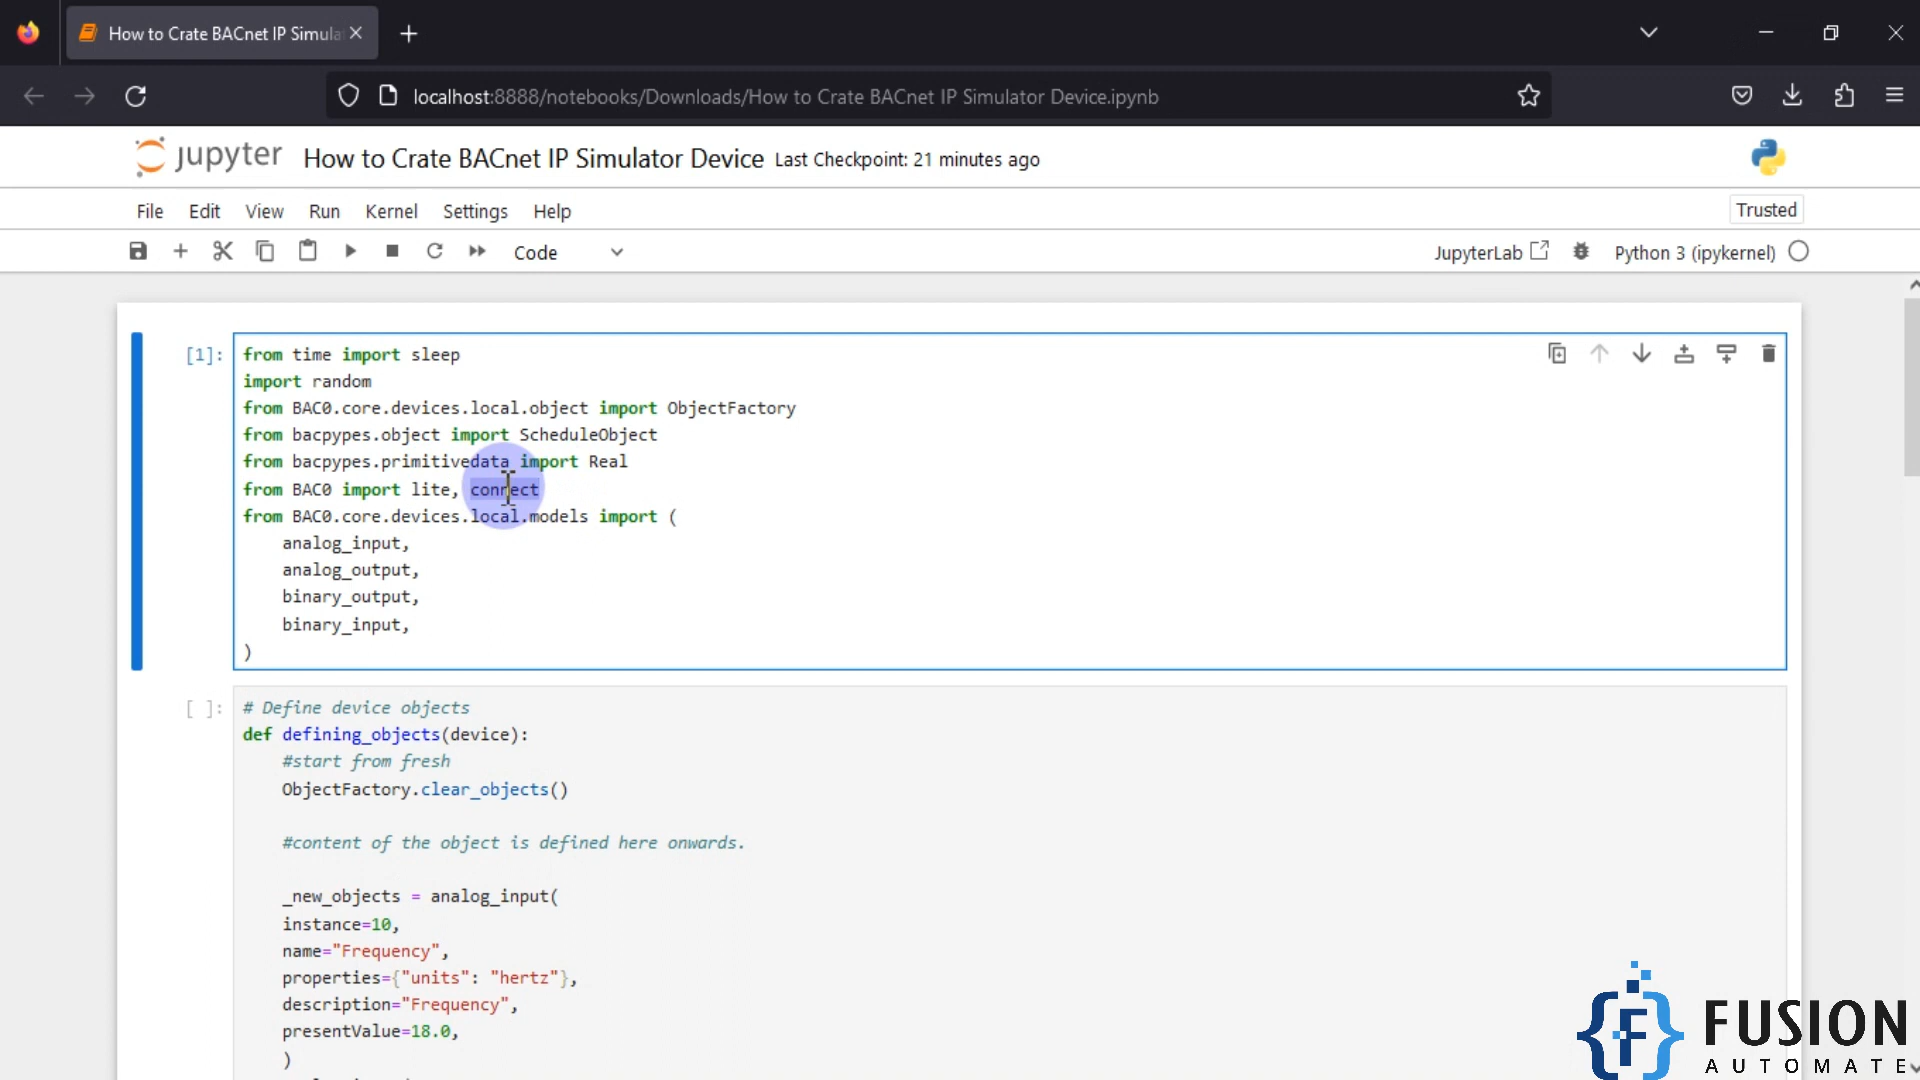 How to Crate BACnet IP Simula
localhost:8888/notebooks/Downloads/How to Crate BACnet IP Simulator Device.ipynb
jupyter How to Crate BACnet IP Simulator Device Last Checkpoint: 21 minutes ago
File Edit View Run Kernel Settings Help Trusted
Code JupyterLab Python 3 (ipykernel)
[1]: from time import sleep
import random
from BAC0.core.devices.local.object import ObjectFactory
from bacpypes.object import ScheduleObject
from bacpypes.primitivedata import Real
from BAC0 import lite, connect
from BAC0.core.devices.local.models import (
analog_input,
analog_output,
binary_output,
binary_input,
)
[ ]: # Define device objects
def defining_objects(device):
#start from fresh
ObjectFactory.clear_objects()
#content of the object is defined here onwards.
_new_objects = analog_input(
instance=10,
name="Frequency",
properties={"units": "hertz"},
description="Frequency",
presentValue=18.0,
)
FUSION
AUTOMATE